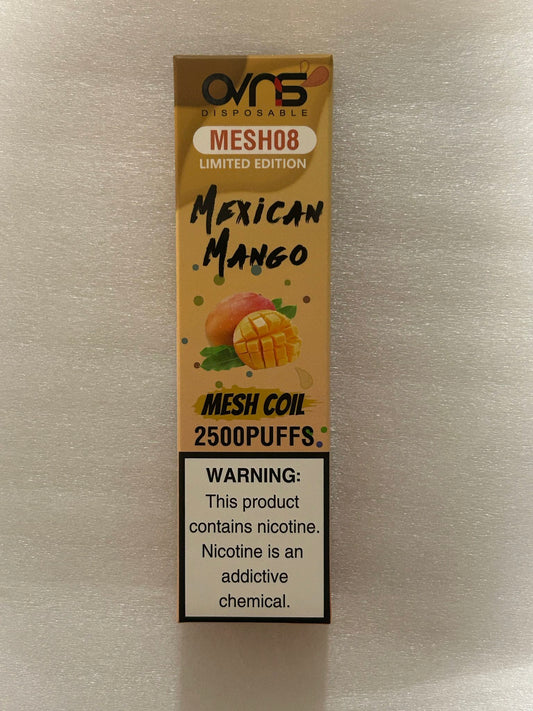 OVNS
DISPOSABLE
MESH08
LIMITED EDITION
MEXICAN
MANGO
MESH COIL
2500PUFFS
WARNING:
This product
contains nicotine.
Nicotine is an
addictive
chemical.